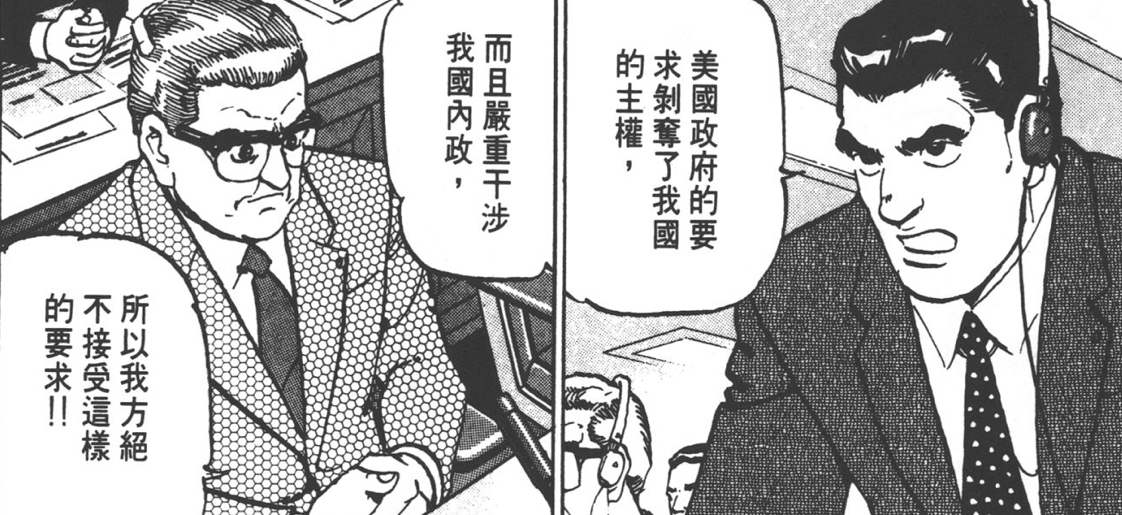 美國政府的要
求剝奪了我國
的主權，
而且嚴重干涉
我國內政，
所以我方絕
不接受這樣
的要求!!